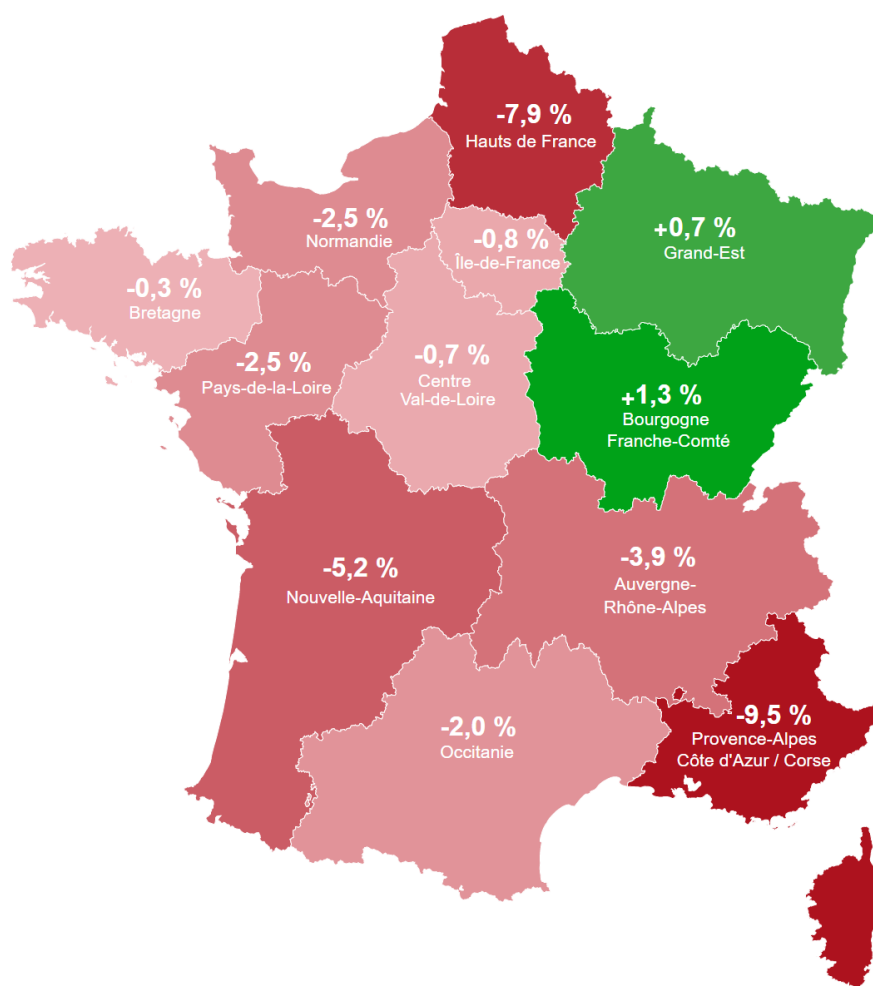 -7,9 %
Hauts de France
-2,5 %
Normandie
-0,8 %
Île-de-France
+0,7 %
Grand-Est
-0,3 %
Bretagne
-2,5 %
Pays-de-la-Loire
-0,7 %
Centre
Val-de-Loire
+1,3 %
Bourgogne
Franche-Comté
-5,2 %
Nouvelle-Aquitaine
-3,9 %
Auvergne-
Rhône-Alpes
-2,0 %
Occitanie
-9,5 %
Provence-Alpes
Côte d'Azur / Corse